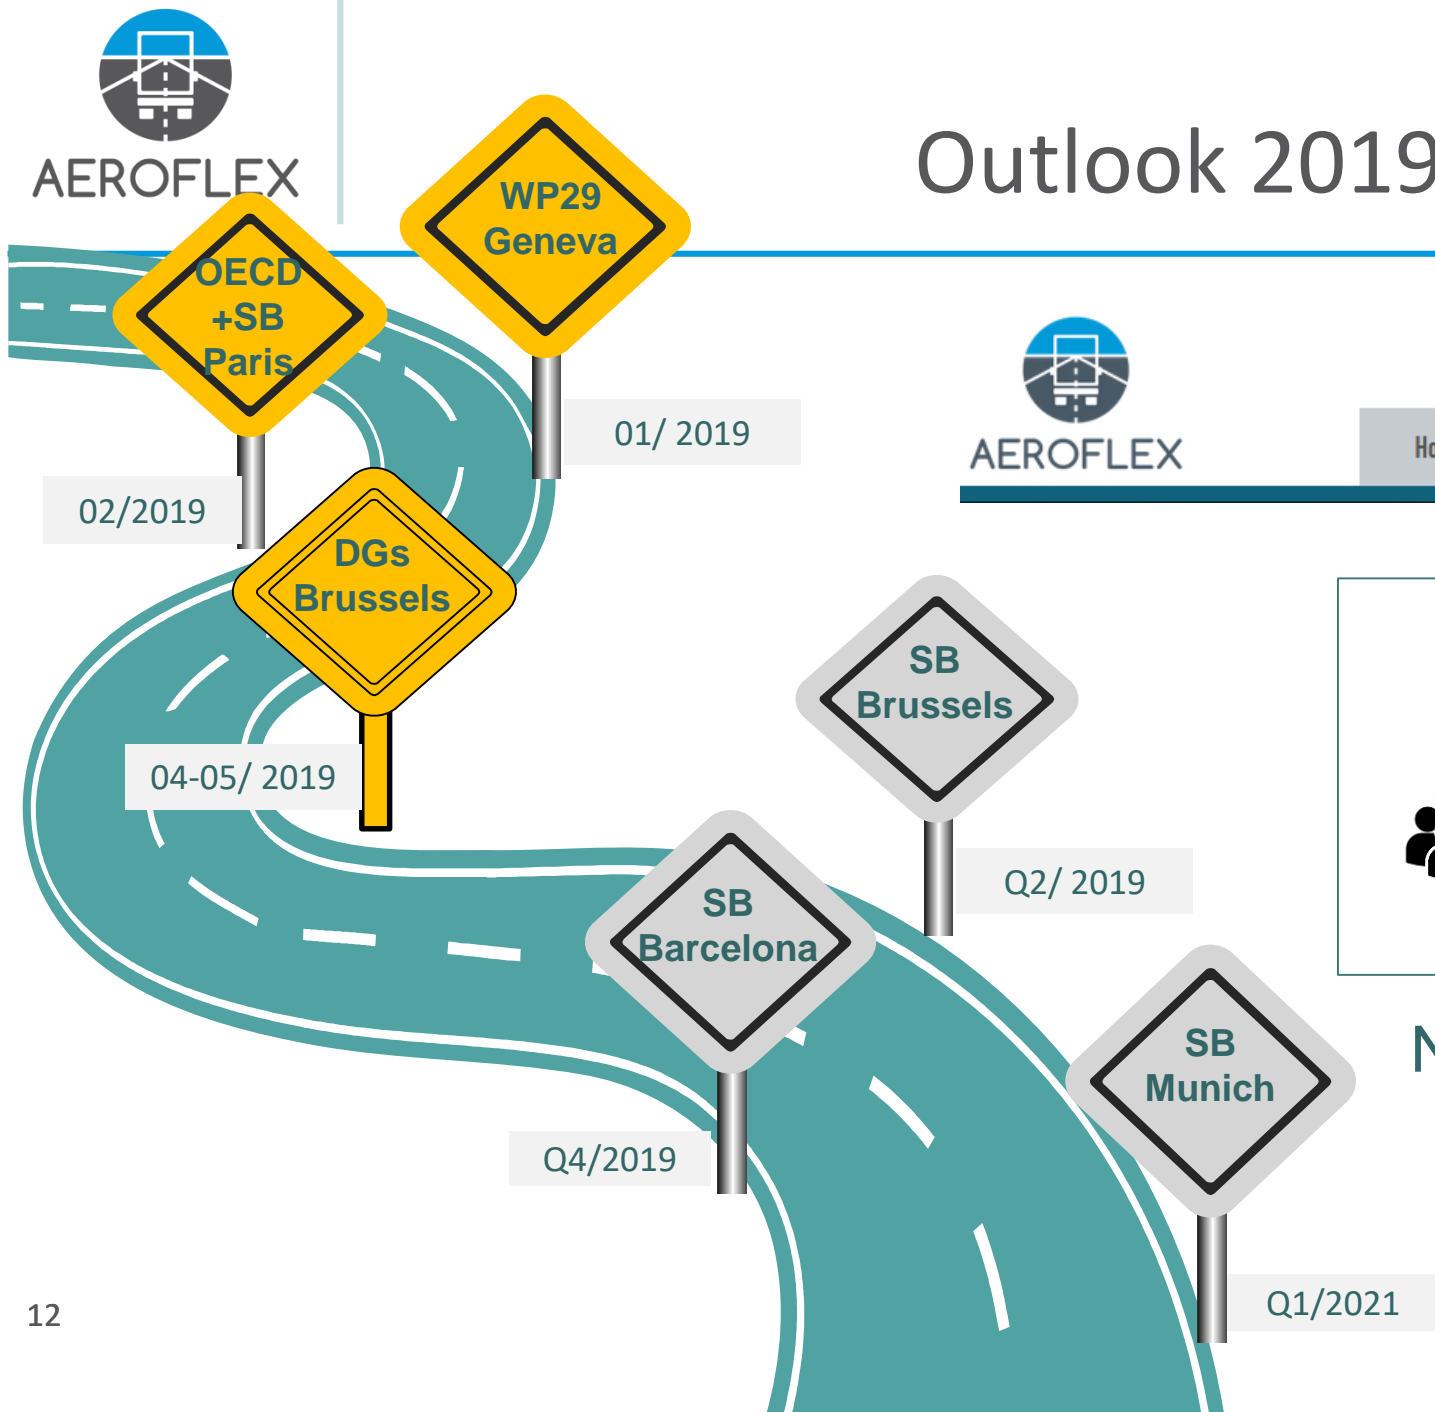 AEROFLEX
Outlook 2019
WP29
Geneva
OECD
+SB
Paris
01/ 2019
AEROFLEX
02/2019
DGs
Brussels
04-05/ 2019
SB
Brussels
Q2/ 2019
SB
Barcelona
SB
Munich
Q4/2019
Q1/2021
12